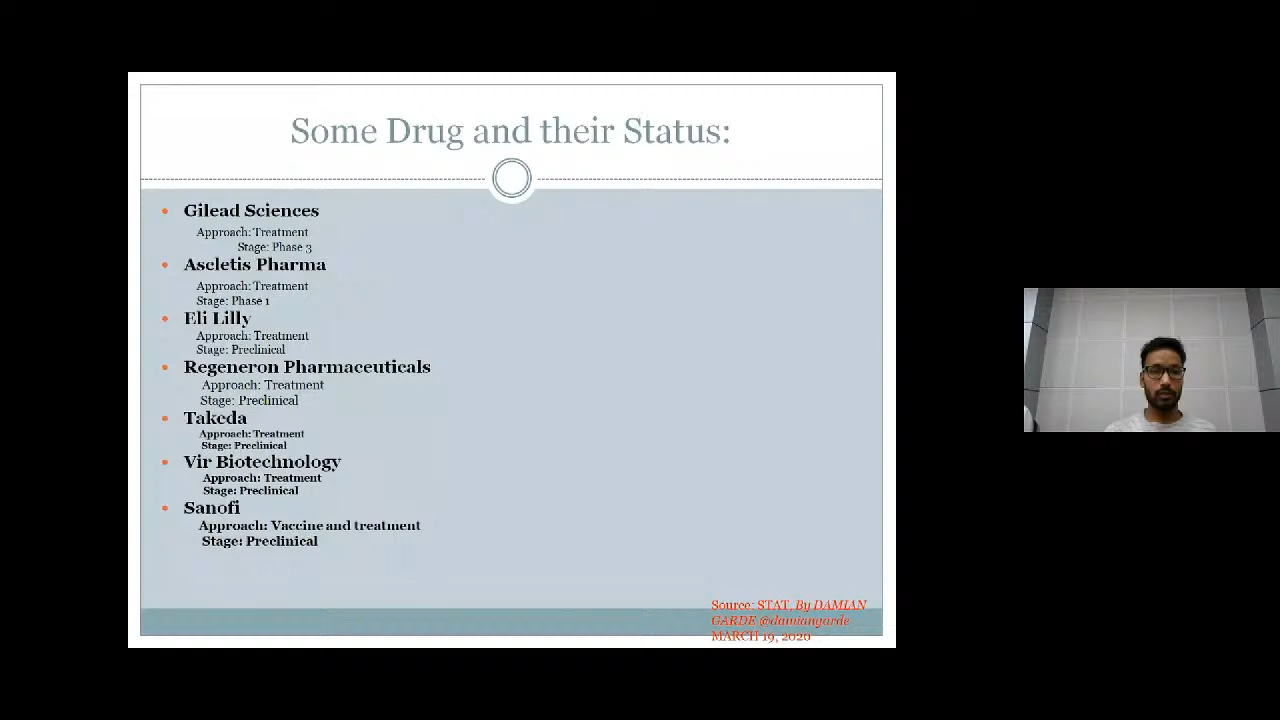 Some Drug and their Status:
• Gilead Sciences
Approach: Treatment
Stage: Phase 3
• Ascletis Pharma
Approach: Treatment
Stage: Phase 1
• Eli Lilly
Approach: Treatment
Stage: Preclinical
• Regeneron Pharmaceuticals
Approach: Treatment
Stage: Preclinical
• Takeda
Approach: Treatment
Stage: Preclinical
• Vir Biotechnology
Approach: Treatment
Stage: Preclinical
• Sanofi
Approach: Vaccine and treatment
Stage: Preclinical
Source: STAT, By DAMIAN
GARDE @damiangarde
MARCH 19, 2020